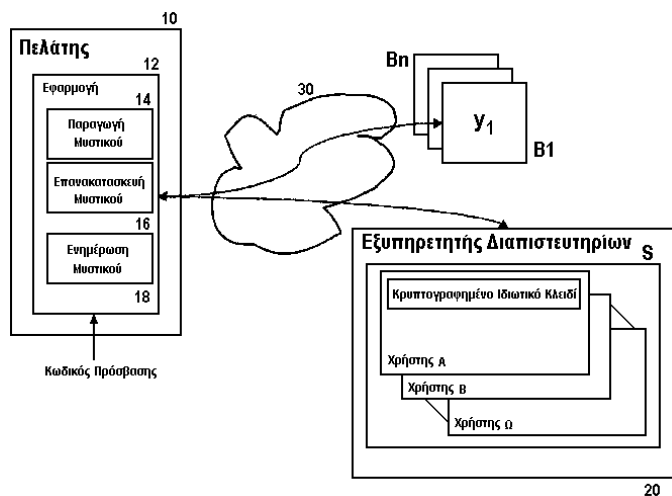 10
Πελάτης
12
Εφαρμογή
14
Παραγωγή
Μυστικού
Επανακατασκευή
Μυστικού
16
Ενημέρωση
Μυστικού
18
Κωδικός Πρόσβασης
30
Bn
y1
B1
Εξυπηρετητής Διαπιστευτηρίων
S
Κρυπτογραφημένο Ιδιωτικό Κλειδί
Χρήστης Α
Χρήστης Β
Χρήστης Ω
20